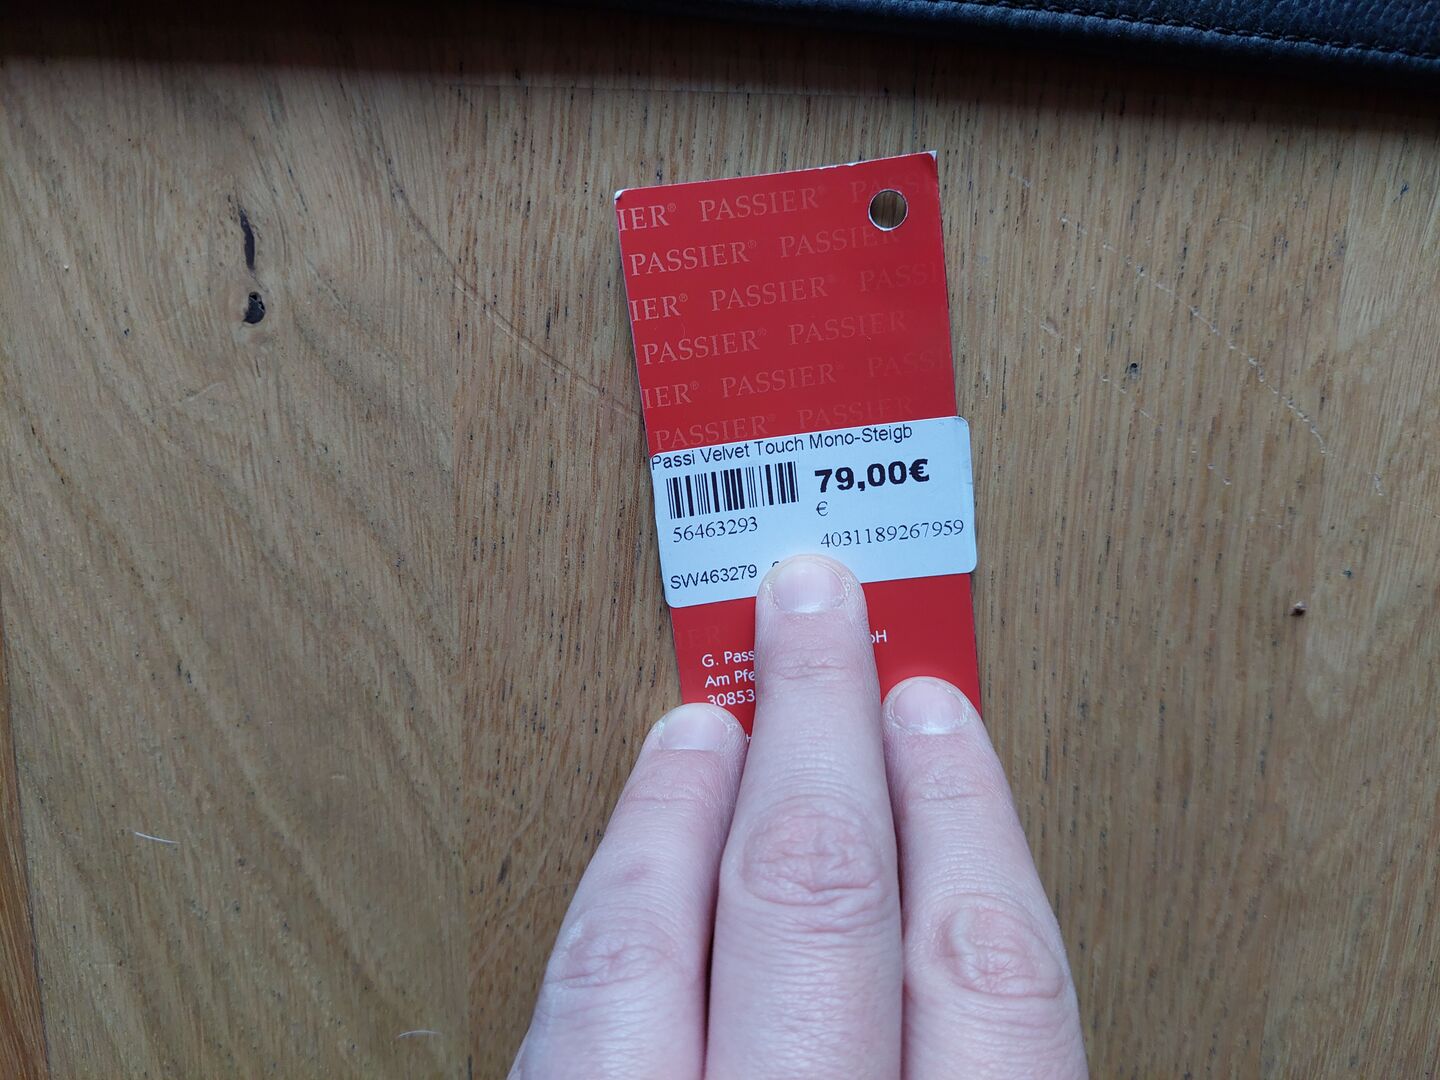 IER® PASSIER® PASSIER
PASSIER® PASSIER
IER® PASSIER® PASSIER
PASSIER® PASSIER
IER® PASSIER® PASSIER
PASSIER® PASSIER
Passi Velvet Touch Mono-Steigb
79,00€
€
56463293
4031189267959
SW463279
G. Pass
bH
Am Pfe
30853